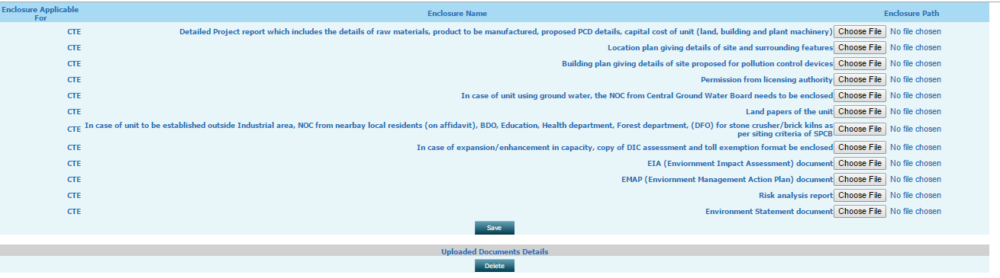 Enclosure Applicable For Enclosure Name Enclosure Path
CTE Detailed Project report which includes the details of raw materials, product to be manufactured, proposed PCD details, capital cost of unit (land, building and plant machinery) Choose File No file chosen
CTE Location plan giving details of site and surrounding features Choose File No file chosen
CTE Building plan giving details of site proposed for pollution control devices Choose File No file chosen
CTE Permission from licensing authority Choose File No file chosen
CTE In case of unit using ground water, the NOC from Central Ground Water Board needs to be enclosed Choose File No file chosen
CTE Land papers of the unit Choose File No file chosen
CTE In case of unit to be established outside Industrial area, NOC from nearbay local residents (on affidavit), BDO, Education, Health department, Forest department, (DFO) for stone crusher/brick kilns as
per siting criteria of SPCB Choose File No file chosen
CTE In case of expansion/enhancement in capacity, copy of DIC assessment and toll exemption format be enclosed Choose File No file chosen
CTE EIA (Enviornment Impact Assessment) document Choose File No file chosen
CTE EMAP (Enviornment Management Action Plan) document Choose File No file chosen
CTE Risk analysis report Choose File No file chosen
CTE Environment Statement document Choose File No file chosen
Save
Uploaded Documents Details
Delete